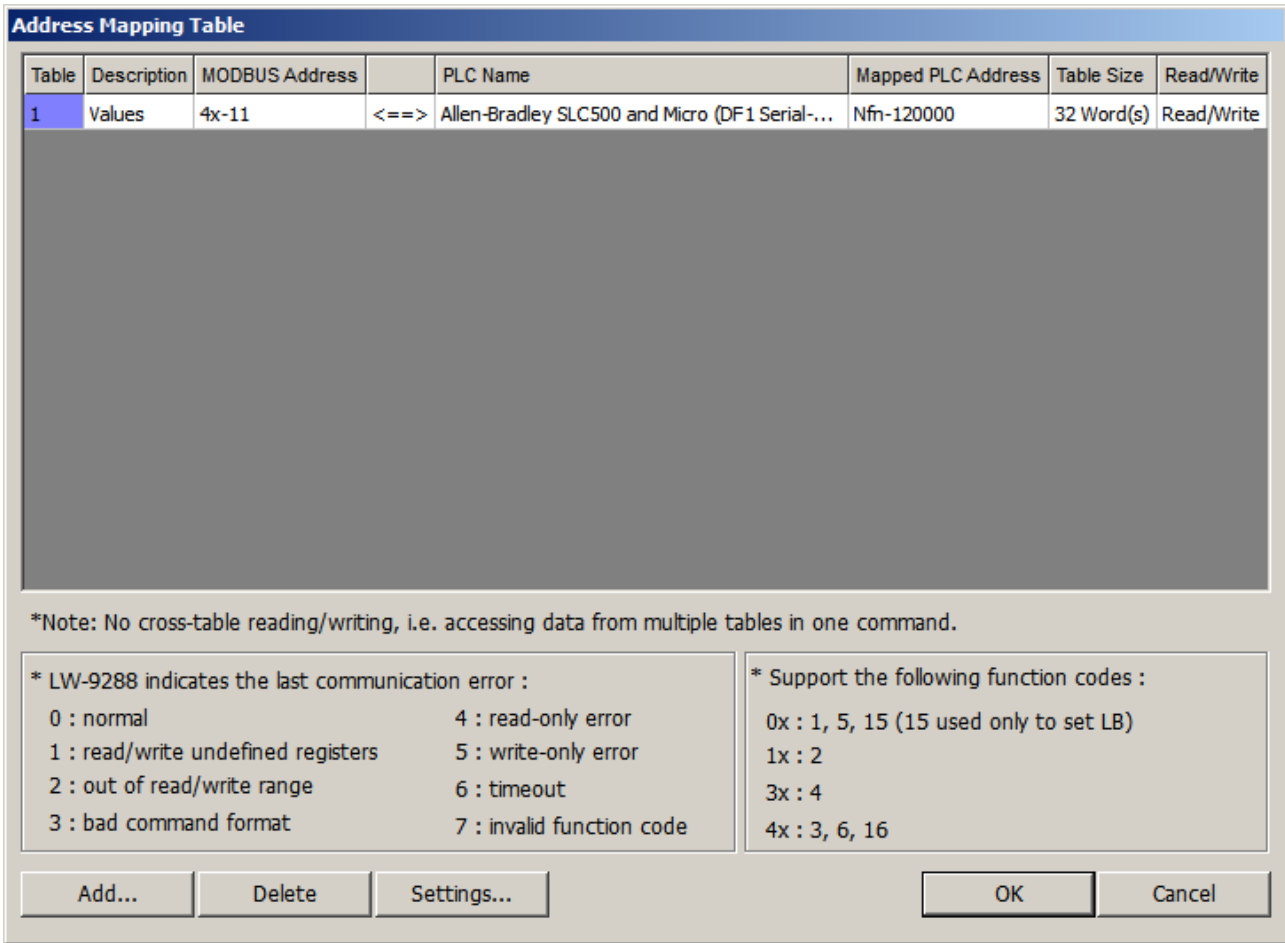 Address Mapping Table
Table Description MODBUS Address PLC Name Mapped PLC Address Table Size Read/Write
1 Values 4x-11 <==> Allen-Bradley SLC500 and Micro (DF1 Serial-... Nfn-120000 32 Word(s) Read/Write
*Note: No cross-table reading/writing, i.e. accessing data from multiple tables in one command.
* LW-9288 indicates the last communication error :
0 : normal
1 : read/write undefined registers
2 : out of read/write range
3 : bad command format
4 : read-only error
5 : write-only error
6 : timeout
7 : invalid function code
* Support the following function codes :
0x : 1, 5, 15 (15 used only to set LB)
1x : 2
3x : 4
4x : 3, 6, 16
Add... Delete Settings... OK Cancel